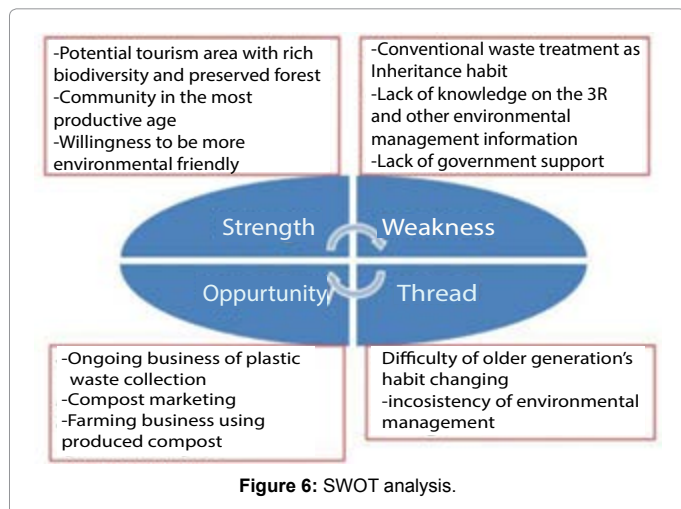 -Potential tourism area with rich
biodiversity and preserved forest
-Community in the most
productive age
-Willingness to be more
environmental friendly
-Conventional waste treatment as
Inheritance habit
-Lack of knowledge on the 3R
and other environmental
management information
-Lack of government support
Strength
Weakness
Oppurtunity
Thread
-Ongoing business of plastic
waste collection
-Compost marketing
-Farming business using
produced compost
Difficulty of older generation's
habit changing
-incosistency of environmental
management
Figure 6: SWOT analysis.